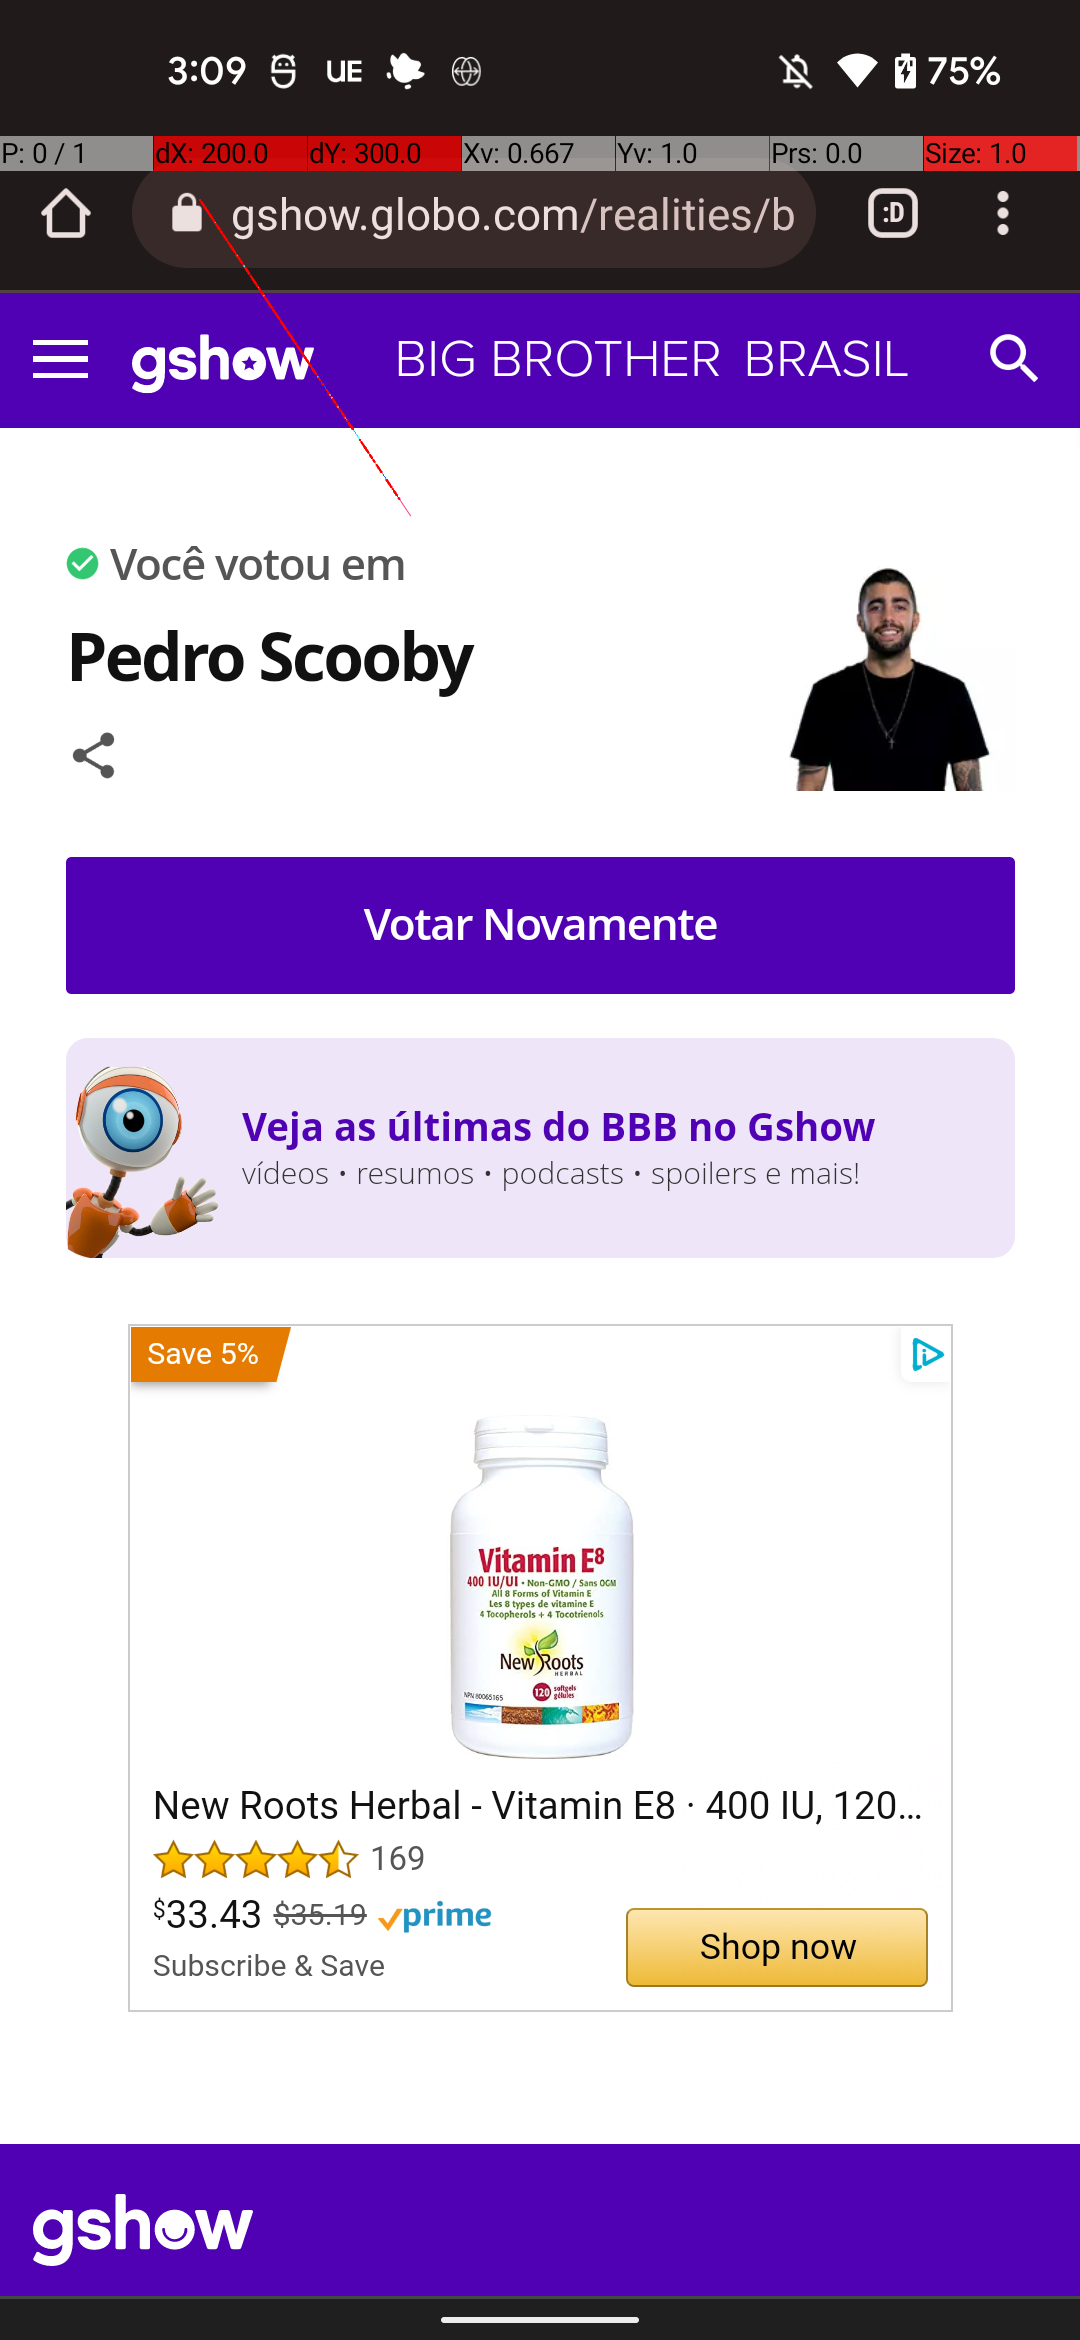 3:09 UE 75%
P: 0 / 1 dX: 200.0 dY: 300.0 Xv: 0.667 Yv: 1.0 Prs: 0.0 Size: 1.0
gshow.globo.com/realities/b :D
gshow BIG BROTHER BRASIL
Você votou em
Pedro Scooby
Votar Novamente
Veja as últimas do BBB no Gshow
vídeos • resumos • podcasts • spoilers e mais!
Save 5%
Vitamin E8
400 IU/UI • Non-GMO / Sans OGM
All 8 Forms of Vitamin E
Les 8 types de vitamine E
4 Tocopherols + 4 Tocotrienols
New Roots
HERBAL
NPN 80065165 120 softgels
gélules
New Roots Herbal - Vitamin E8 · 400 IU, 120...
169
$33.43 $35.19 prime
Subscribe & Save
Shop now
gshow